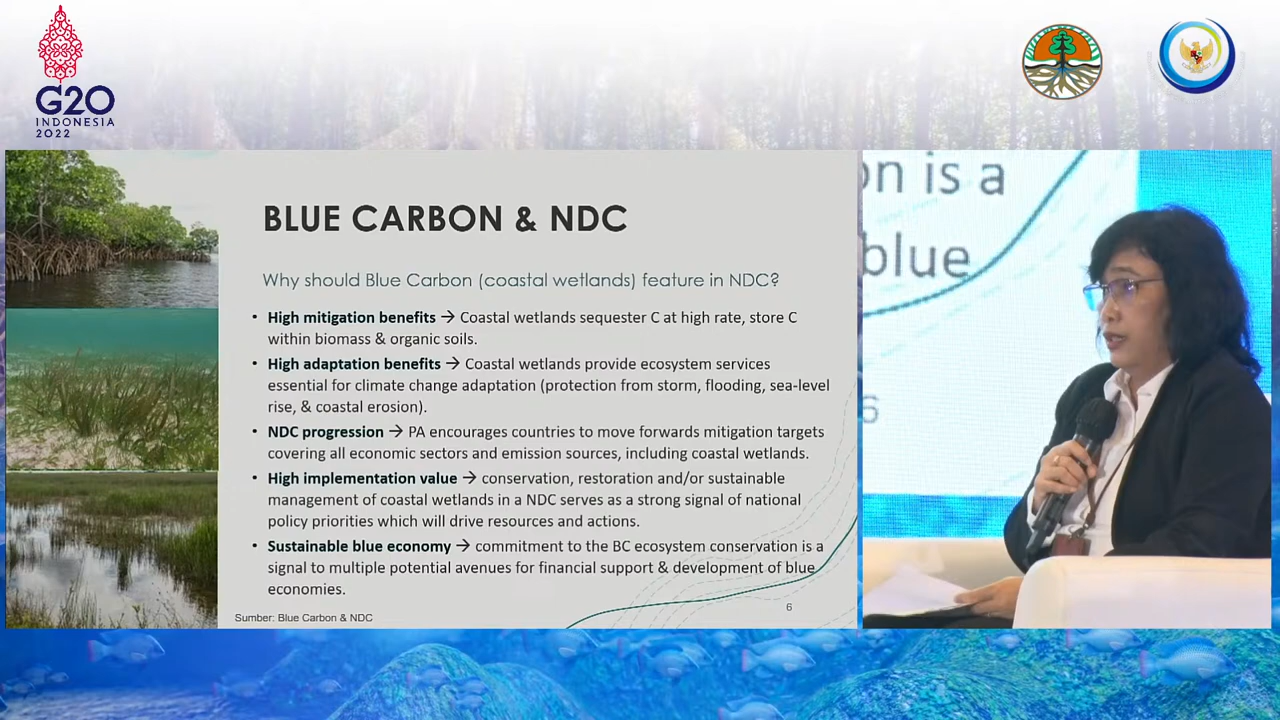 G20
INDONESIA
2022
BLUE CARBON & NDC
Why should Blue Carbon (coastal wetlands) feature in NDC?
• High mitigation benefits → Coastal wetlands sequester C at high rate, store C
within biomass & organic soils.
• High adaptation benefits → Coastal wetlands provide ecosystem services
essential for climate change adaptation (protection from storm, flooding, sea-level
rise, & coastal erosion).
• NDC progression → PA encourages countries to move forwards mitigation targets
covering all economic sectors and emission sources, including coastal wetlands.
• High implementation value → conservation, restoration and/or sustainable
management of coastal wetlands in a NDC serves as a strong signal of national
policy priorities which will drive resources and actions.
• Sustainable blue economy → commitment to the BC ecosystem conservation is a
signal to multiple potential avenues for financial support & development of blue
economies.
6
Sumber: Blue Carbon & NDC
on is a
blue
6